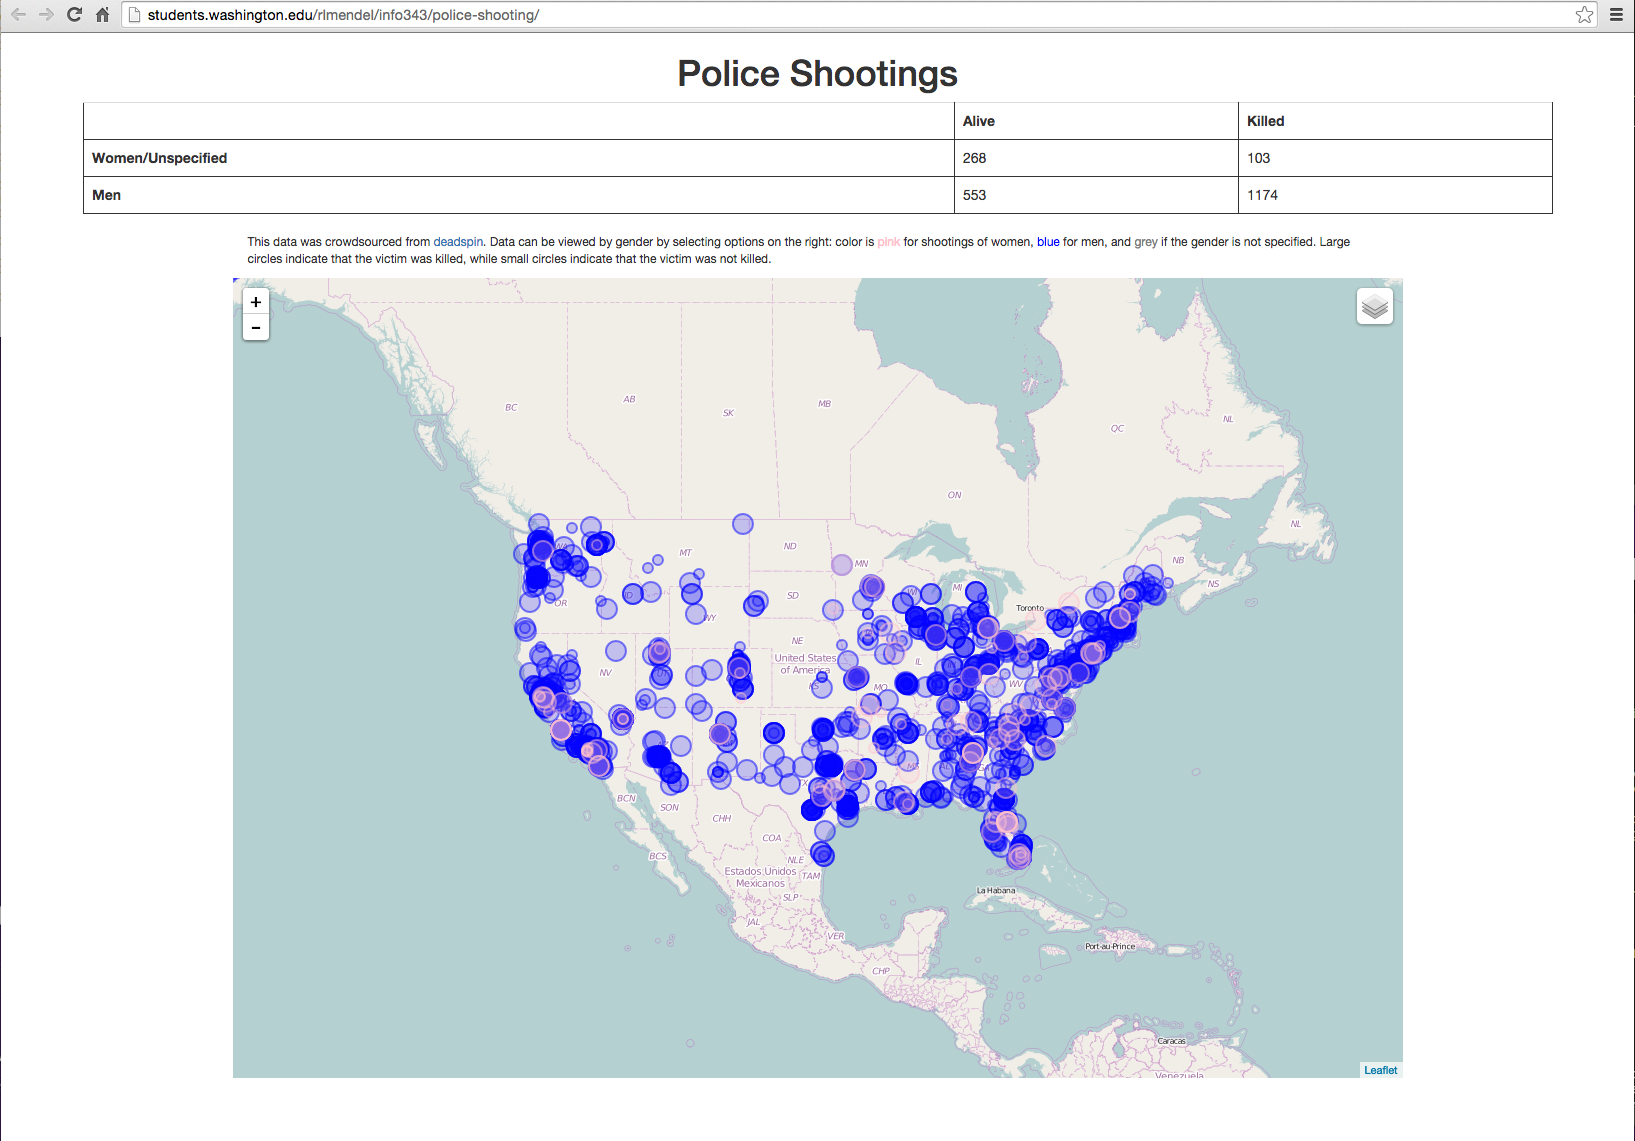 students.washington.edu/rlmendel/info343/police-shooting/
Police Shootings
Alive Killed
Women/Unspecified 268 103
Men 553 1174
This data was crowdsourced from deadspin. Data can be viewed by gender by selecting options on the right: color is pink for shootings of women, blue for men, and grey if the gender is not specified. Large
circles indicate that the victim was killed, while small circles indicate that the victim was not killed.
+
−
BC
AB
SK
MB
ON
QC
NL
NL
NB
NS
MT
ND
MN
OR
SD
WY
MI
Toronto
NE
United States
of America
NV
IL
MO
WV
KS
MS
BCN
SON
CHH
COA
BCS
NLE
TAM
Estados Unidos
Mexicanos
SLP
JAL
VER
CHP
La Habana
Port-au-Prince
Caracas
Venezuela
Leaflet